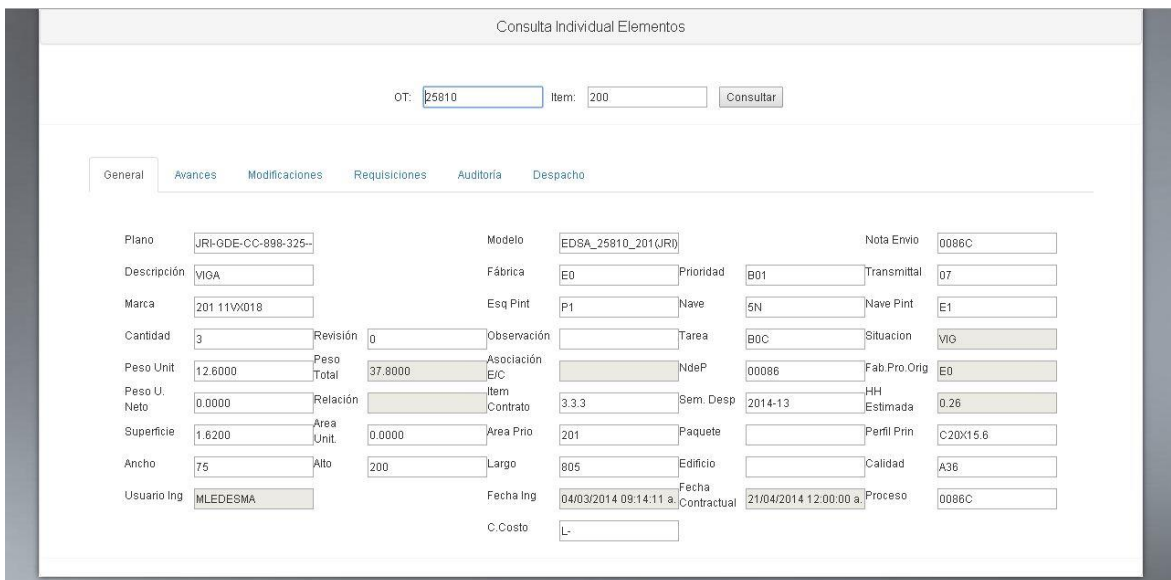 Consulta Individual Elementos
OT: 25810 Item: 200 Consultar
General Avances Modificaciones Requisiciones Auditoría Despacho
Plano JRI-GDE-CC-898-325-- Modelo EDSA_25810_201(JRI) Nota Envio 0086C
Descripción VIGA Fábrica E0 Prioridad B01 Transmittal 07
Marca 201 11VX018 Esq Pint P1 Nave 5N Nave Pint E1
Cantidad 3 Revisión 0 Observación Tarea B0C Situacion VIG
Peso Unit 12.6000 Peso Total 37.8000 Asociación E/C NdeP 00086 Fab.Pro.Orig E0
Peso U. Neto 0.0000 Relación Item Contrato 3.3.3 Sem. Desp 2014-13 HH Estimada 0.26
Superficie 1.6200 Area Unit. 0.0000 Area Prio 201 Paquete Perfil Prin C20X15.6
Ancho 75 Alto 200 Largo 805 Edificio Calidad A36
Usuario Ing MLEDESMA Fecha Ing 04/03/2014 09:14:11 a. Fecha Contractual 21/04/2014 12:00:00 a. Proceso 0086C
C.Costo L-